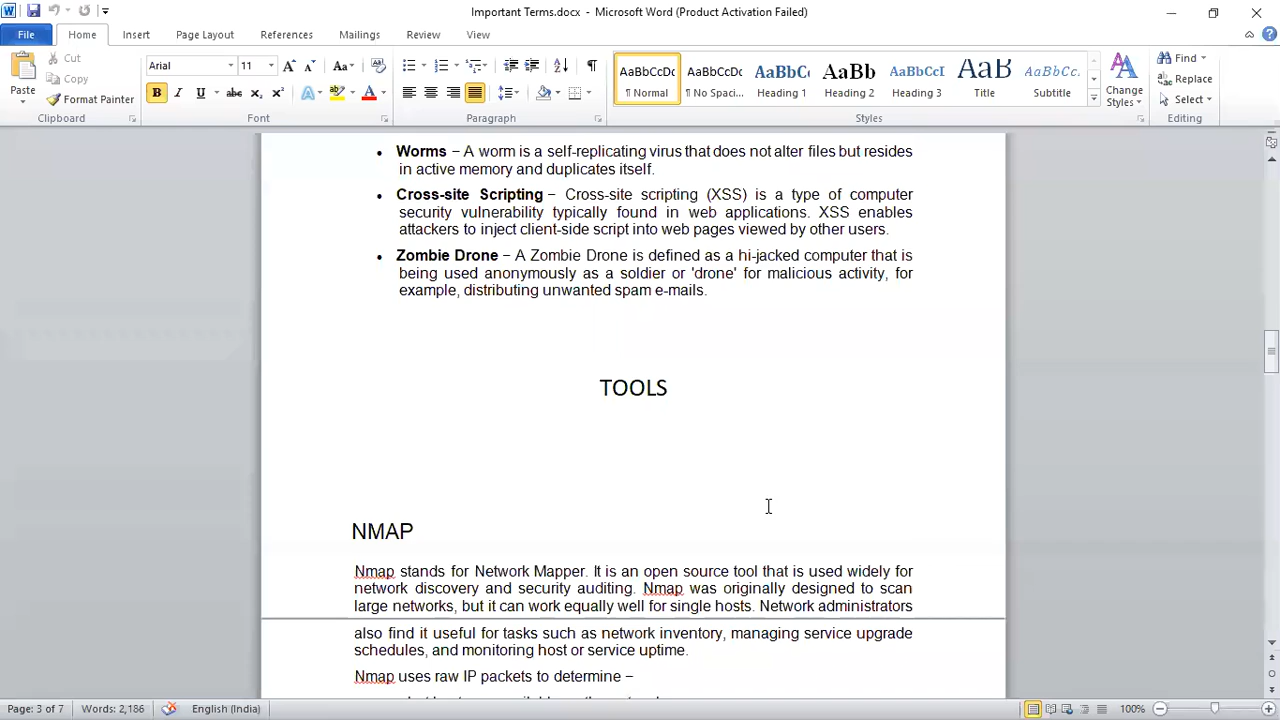 Important Terms.docx - Microsoft Word (Product Activation Failed)
File Home Insert Page Layout References Mailings Review View
Paste
Cut
Copy
Format Painter
Clipboard
Arial 11
Font
Paragraph
AaBbCcDc ¶ Normal
AaBbCcDc ¶ No Spaci...
AaBbC Heading 1
AaBb Heading 2
AaBbCcI Heading 3
AaB Title
AaBbCc. Subtitle
Change Styles
Styles
Find
Replace
Select
Editing
• Worms – A worm is a self-replicating virus that does not alter files but resides
in active memory and duplicates itself.
• Cross-site Scripting – Cross-site scripting (XSS) is a type of computer
security vulnerability typically found in web applications. XSS enables
attackers to inject client-side script into web pages viewed by other users.
• Zombie Drone – A Zombie Drone is defined as a hi-jacked computer that is
being used anonymously as a soldier or 'drone' for malicious activity, for
example, distributing unwanted spam e-mails.
TOOLS
NMAP
Nmap stands for Network Mapper. It is an open source tool that is used widely for
network discovery and security auditing. Nmap was originally designed to scan
large networks, but it can work equally well for single hosts. Network administrators
also find it useful for tasks such as network inventory, managing service upgrade
schedules, and monitoring host or service uptime.
Nmap uses raw IP packets to determine –
Page: 3 of 7 Words: 2,186 English (India) 100%